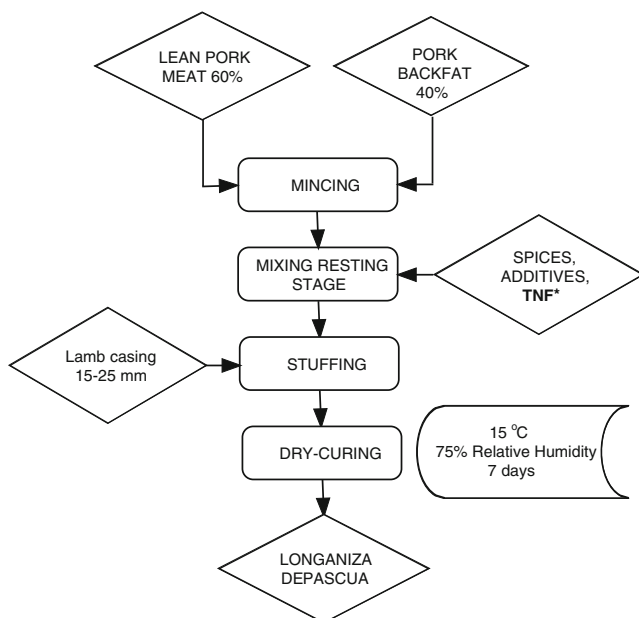 LEAN PORK
MEAT 60%
PORK
BACKFAT
40%
MINCING
MIXING RESTING
STAGE
SPICES,
ADDITIVES,
TNF*
Lamb casing
15-25 mm
STUFFING
DRY-CURING
15 °C
75% Relative Humidity
7 days
LONGANIZA
DEPASCUA